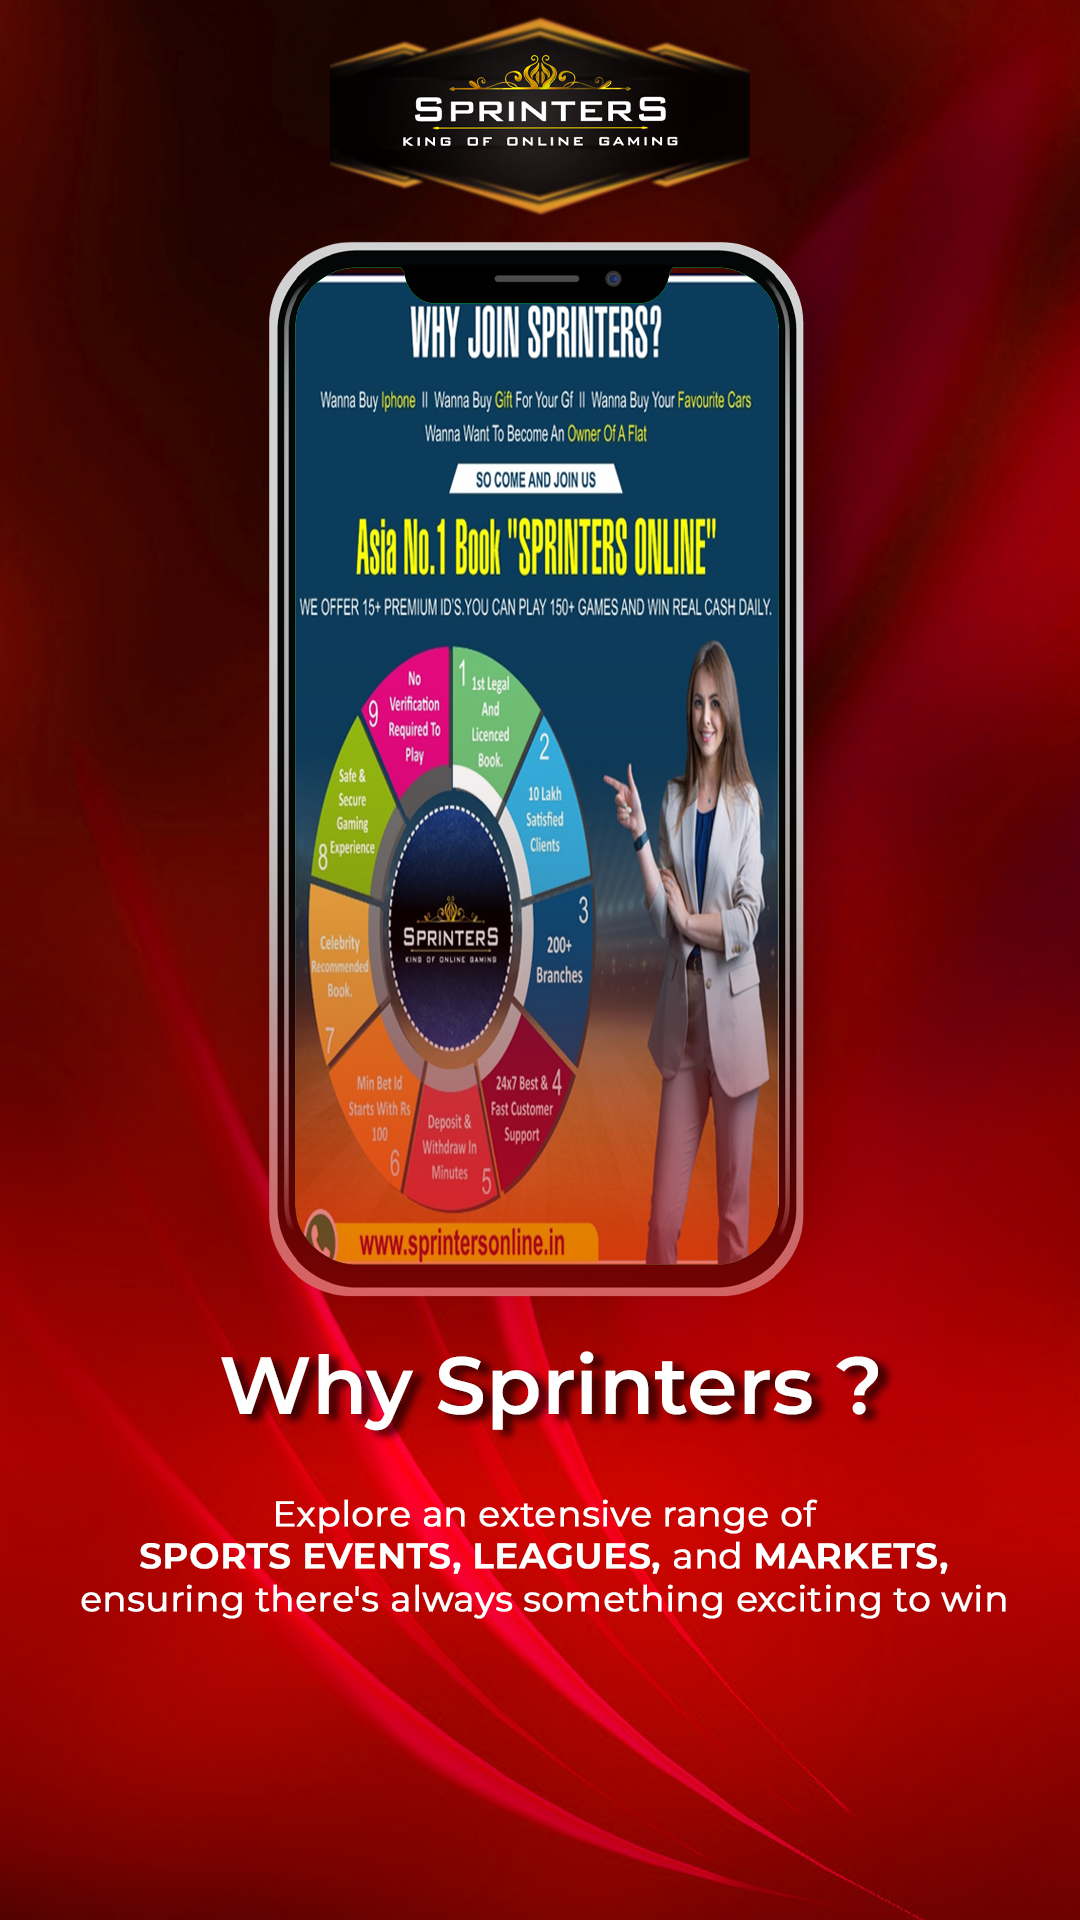 SPRINTERS
KING OF ONLINE GAMING
WHY JOIN SPRINTERS?
Wanna Buy Iphone II Wanna Buy Gift For Your Gf II Wanna Buy Your Favourite Cars
Wanna Want To Become An Owner Of A Flat
SO COME AND JOIN US
Asia No.1 Book "SPRINTERS ONLINE"
WE OFFER 15+ PREMIUM ID'S.YOU CAN PLAY 150+ GAMES AND WIN REAL CASH DAILY.
1
1st Legal
And
Licenced
Book.
2
10 Lakh
Satisfied
Clients
3
200+
Branches
24x7 Best & 4
Fast Customer
Support
Deposit &
Withdraw In
Minutes
5
Min Bet Id
Starts With Rs
100
6
Celebrity
Recommended
Book.
7
Safe &
Secure
Gaming
Experience
8
No
Verification
Required To
Play
9
SPRINTERS
KING OF ONLINE GAMING
www.sprintersonline.in
Why Sprinters ?
Explore an extensive range of
SPORTS EVENTS, LEAGUES, and MARKETS,
ensuring there's always something exciting to win